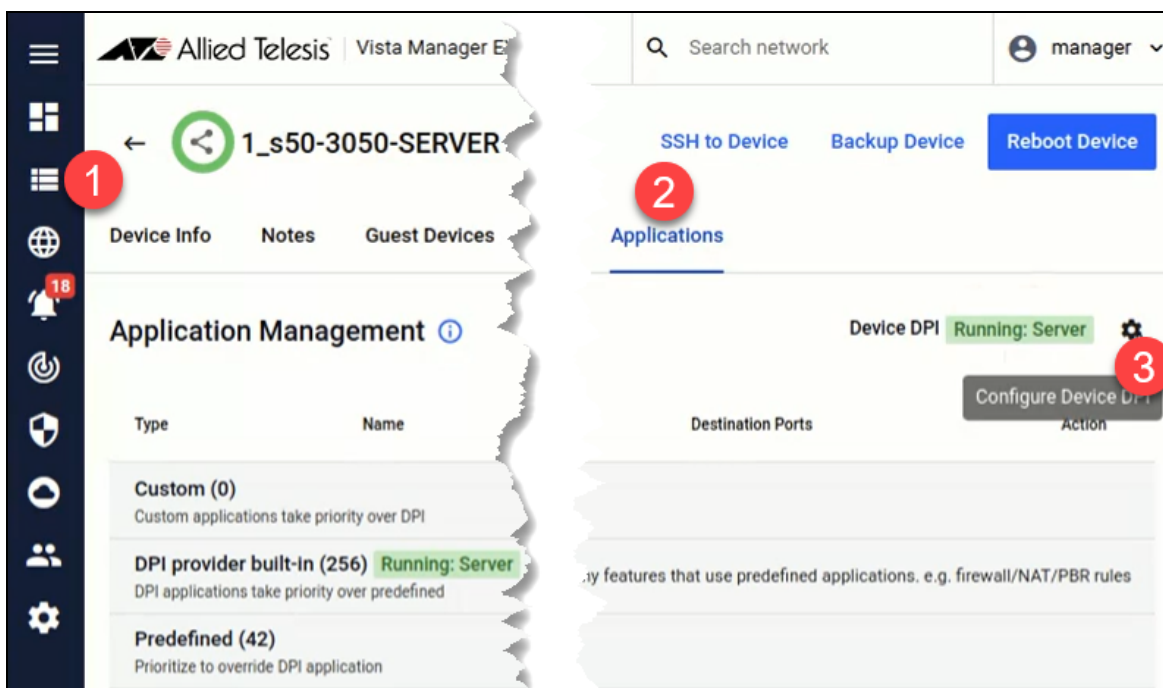 Allied Telesis Vista Manager E
Search network
manager
1_s50-3050-SERVER
SSH to Device
Backup Device
Reboot Device
1
2
Device Info
Notes
Guest Devices
Applications
18
Application Management
Device DPI Running: Server
3
Configure Device
Type
Name
Destination Ports
Action
Custom (0)
Custom applications take priority over DPI
DPI provider built-in (256) Running: Server
DPI applications take priority over predefined
features that use predefined applications. e.g. firewall/NAT/PBR rules
Predefined (42)
Prioritize to override DPI application